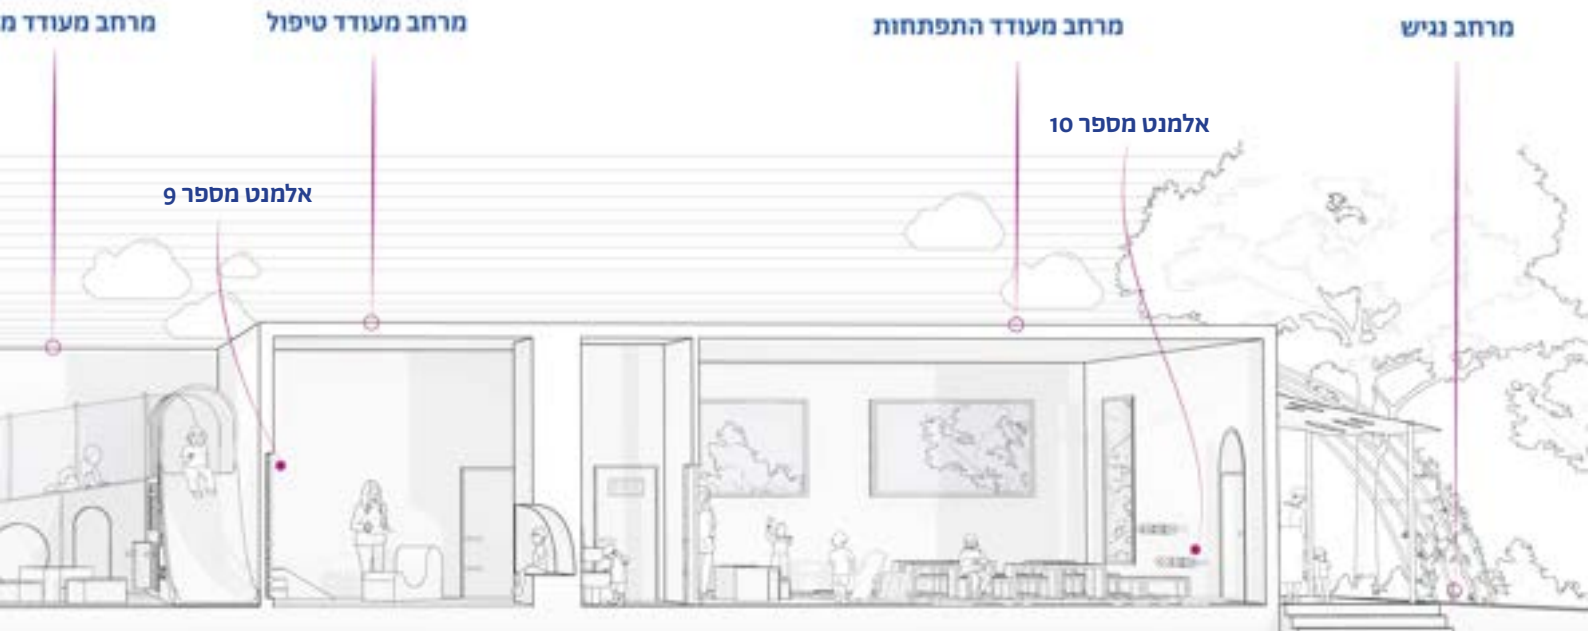 מרחב נגיש
מרחב מעודד התפתחות
מרחב מעודד טיפול
מרחב מעודד
אלמנט מספר 10
אלמנט מספר 9